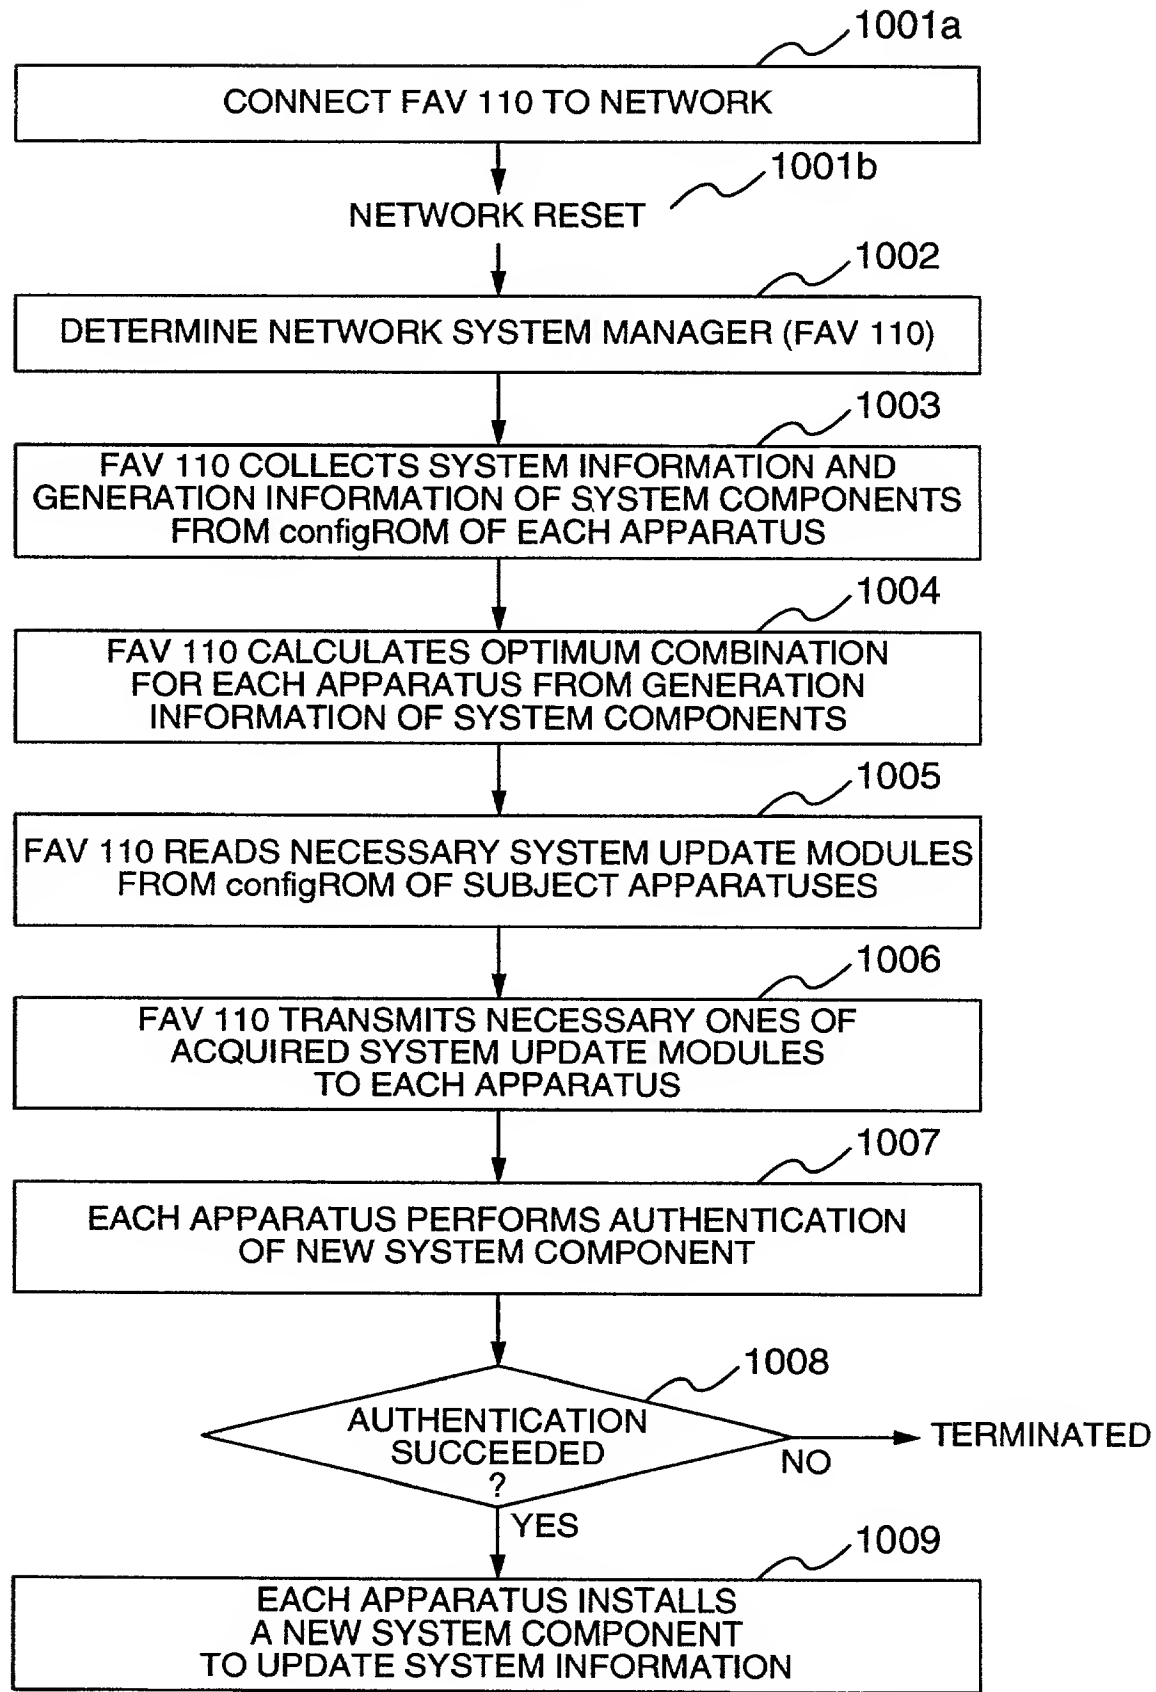 1001a
CONNECT FAV 110 TO NETWORK
1001b
NETWORK RESET
1002
DETERMINE NETWORK SYSTEM MANAGER (FAV 110)
1003
FAV 110 COLLECTS SYSTEM INFORMATION AND
GENERATION INFORMATION OF SYSTEM COMPONENTS
FROM configROM OF EACH APPARATUS
1004
FAV 110 CALCULATES OPTIMUM COMBINATION
FOR EACH APPARATUS FROM GENERATION
INFORMATION OF SYSTEM COMPONENTS
1005
FAV 110 READS NECESSARY SYSTEM UPDATE MODULES
FROM configROM OF SUBJECT APPARATUSES
1006
FAV 110 TRANSMITS NECESSARY ONES OF
ACQUIRED SYSTEM UPDATE MODULES
TO EACH APPARATUS
1007
EACH APPARATUS PERFORMS AUTHENTICATION
OF NEW SYSTEM COMPONENT
1008
AUTHENTICATION
SUCCEEDED
?
NO
TERMINATED
YES
1009
EACH APPARATUS INSTALLS
A NEW SYSTEM COMPONENT
TO UPDATE SYSTEM INFORMATION